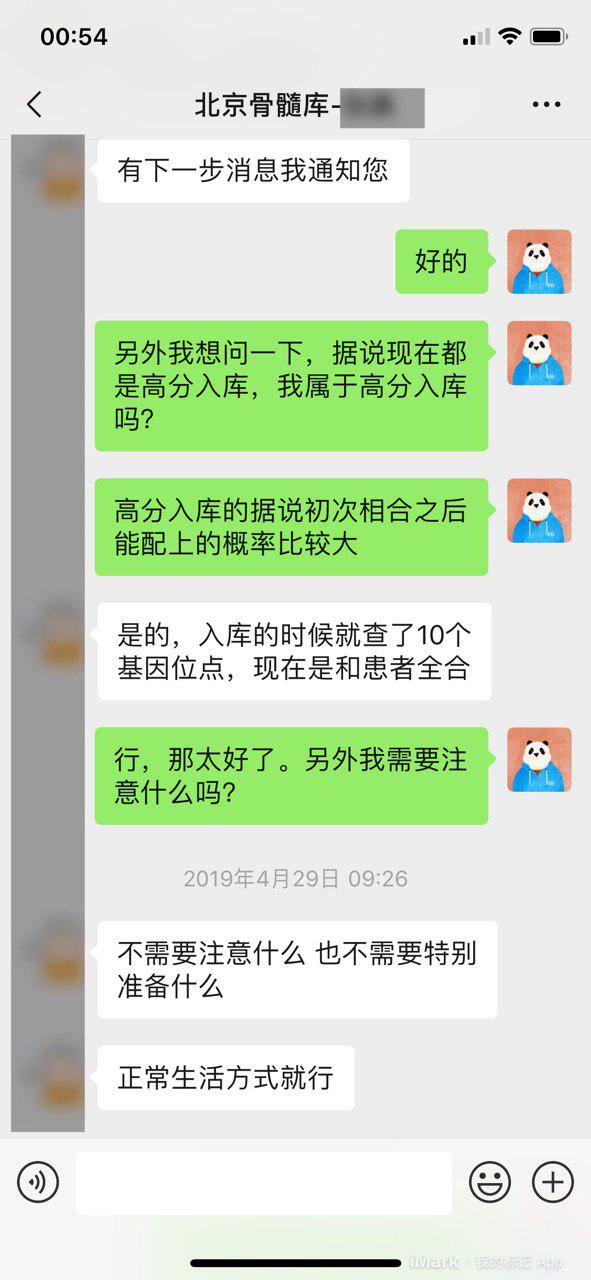 00:54
北京骨髓库-
有下一步消息我通知您
好的
另外我想问一下，据说现在都
是高分入库，我属于高分入库
吗？
高分入库的据说初次相合之后
能配上的概率比较大
是的，入库的时候就查了10个
基因位点，现在是和患者全合
行，那太好了。另外我需要注
意什么吗？
2019年4月29日 09:26
不需要注意什么 也不需要特别
准备什么
正常生活方式就行
iMark · 我的标记 App